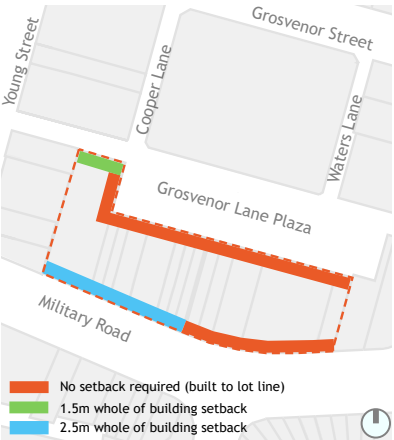 Grosvenor Street
Young Street
Cooper Lane
Waters Lane
Grosvenor Lane Plaza
Military Road
No setback required (built to lot line)
1.5m whole of building setback
2.5m whole of building setback